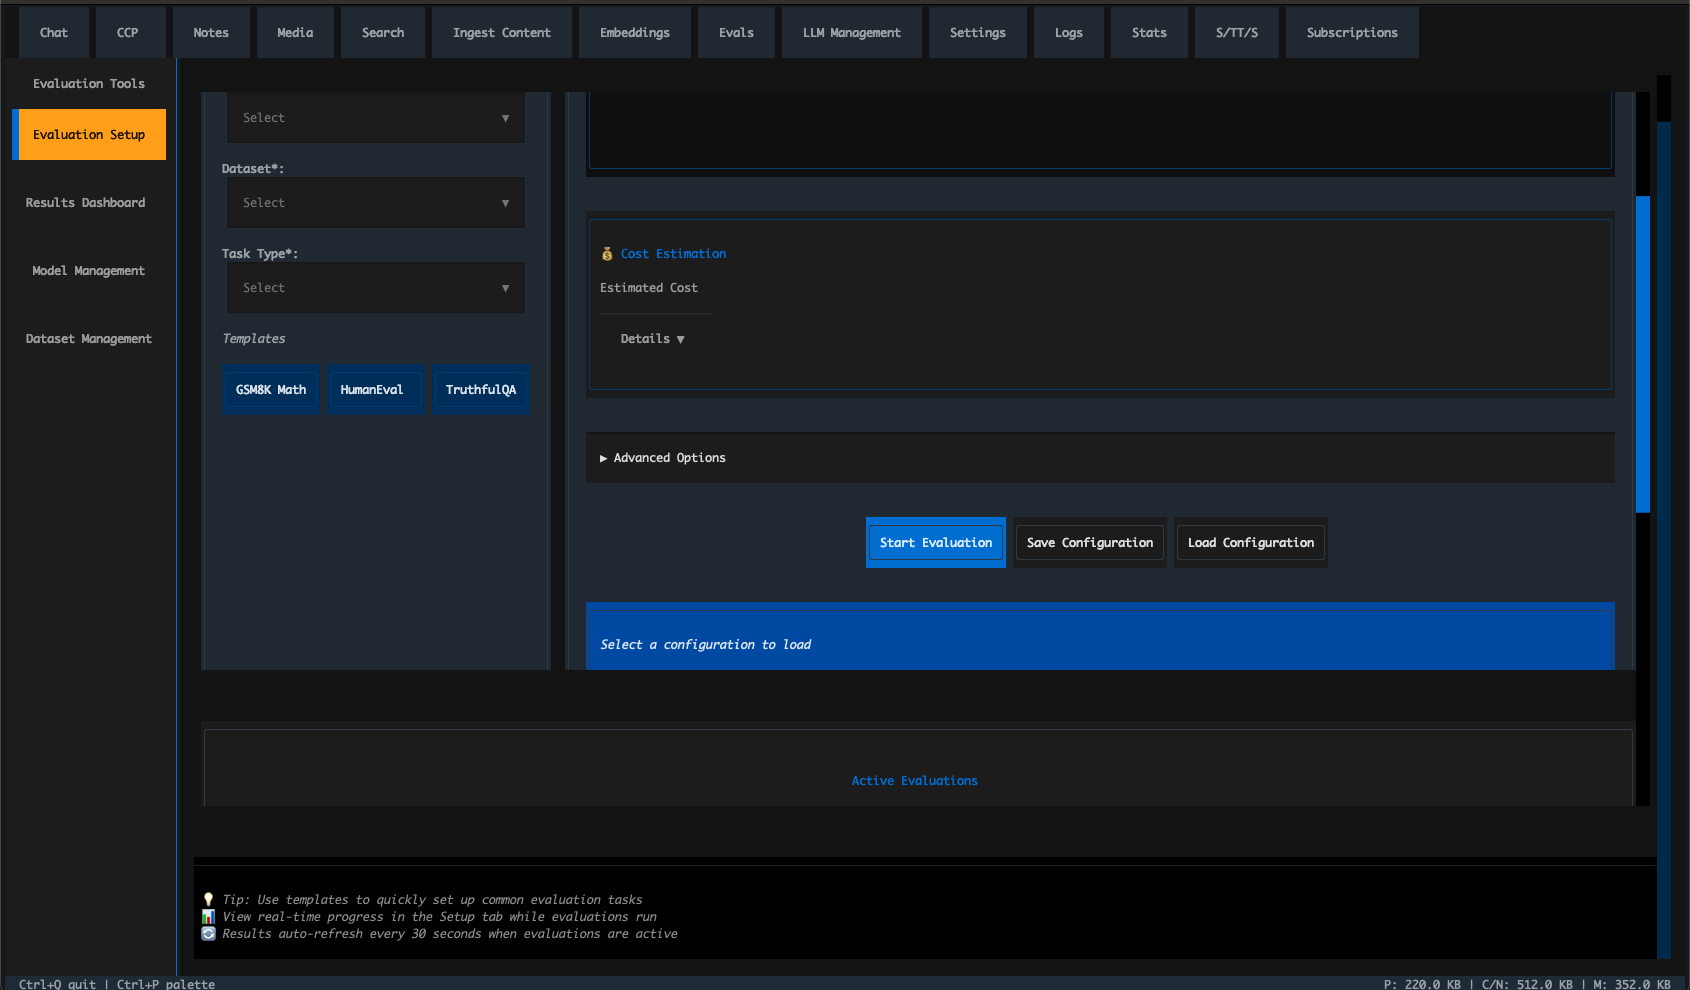 Chat CCP Notes Media Search Ingest Content Embeddings Evals LLM Management Settings Logs Stats S/TT/S Subscriptions
Evaluation Tools
Evaluation Setup
Results Dashboard
Model Management
Dataset Management
Select ▼
Dataset*:
Select ▼
Task Type*:
Select ▼
Templates
GSM8K Math HumanEval TruthfulQA
💰 Cost Estimation
Estimated Cost
Details ▼
▶ Advanced Options
Start Evaluation Save Configuration Load Configuration
Select a configuration to load
Active Evaluations
💡 Tip: Use templates to quickly set up common evaluation tasks
📊 View real-time progress in the Setup tab while evaluations run
🔄 Results auto-refresh every 30 seconds when evaluations are active
Ctrl+Q quit | Ctrl+P palette P: 220.0 KB | C/N: 512.0 KB | M: 352.0 KB